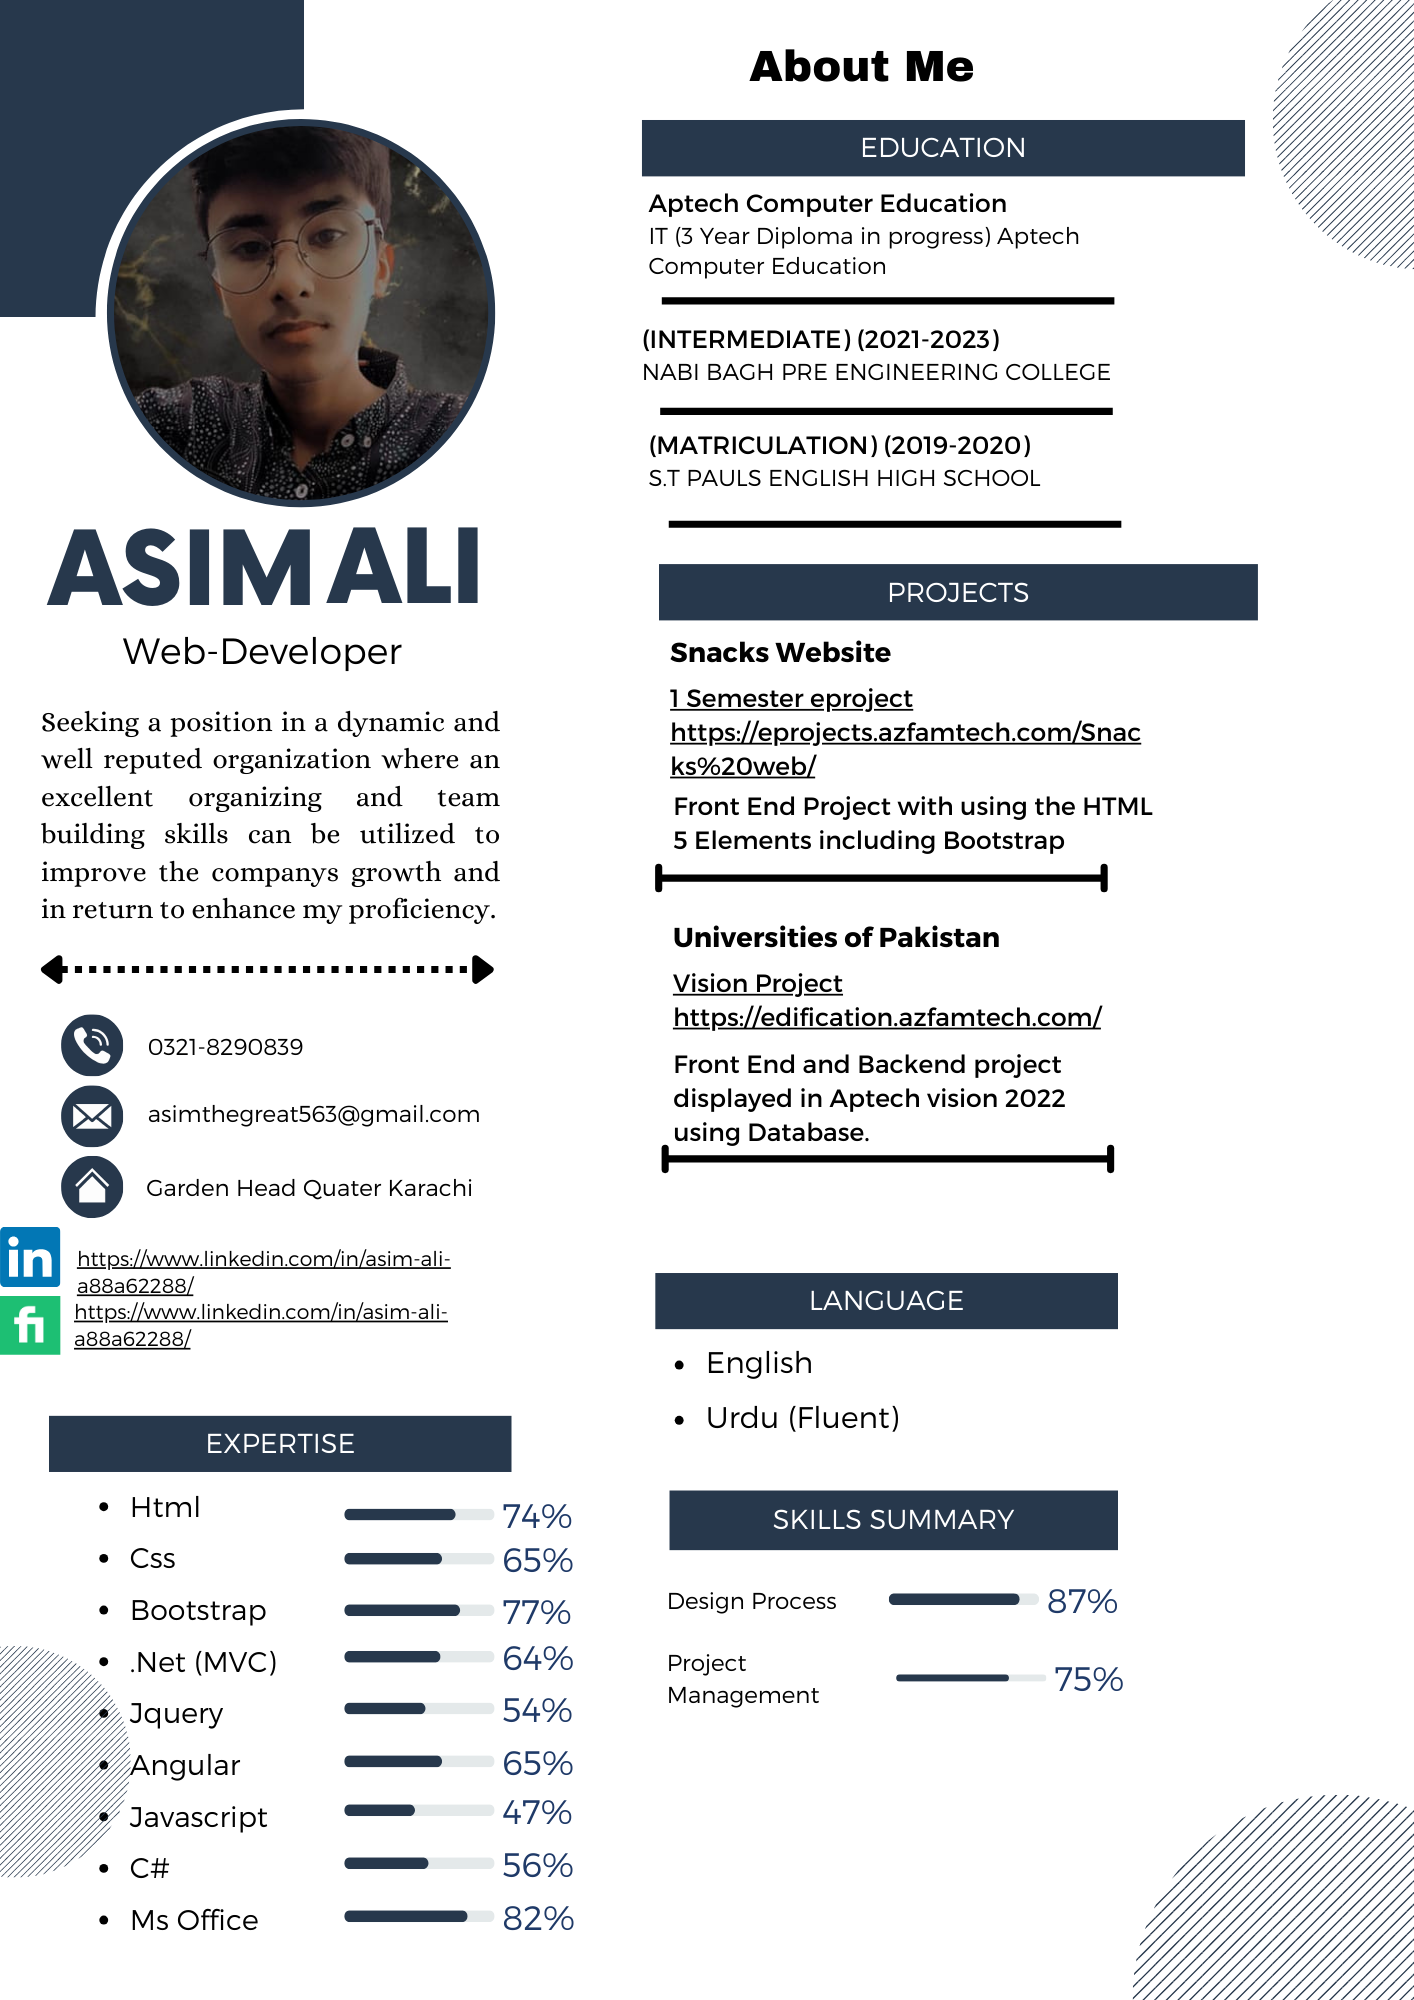 ASIM ALI
Web-Developer
Seeking a position in a dynamic and
well reputed organization where an
excellent organizing and team
building skills can be utilized to
improve the companys growth and
in return to enhance my proficiency.
0321-8290839
asimthegreat563@gmail.com
Garden Head Quater Karachi
in
https://www.linkedin.com/in/asim-ali-
a88a62288/
fi
https://www.linkedin.com/in/asim-ali-
a88a62288/
EXPERTISE
Html 74%
Css 65%
Bootstrap 77%
.Net (MVC) 64%
Jquery 54%
Angular 65%
Javascript 47%
C# 56%
Ms Office 82%
About Me
EDUCATION
Aptech Computer Education
IT (3 Year Diploma in progress) Aptech
Computer Education
(INTERMEDIATE) (2021-2023)
NABI BAGH PRE ENGINEERING COLLEGE
(MATRICULATION) (2019-2020)
S.T PAULS ENGLISH HIGH SCHOOL
PROJECTS
Snacks Website
1 Semester eproject
https://eprojects.azfamtech.com/Snac
ks%20web/
Front End Project with using the HTML
5 Elements including Bootstrap
Universities of Pakistan
Vision Project
https://edification.azfamtech.com/
Front End and Backend project
displayed in Aptech vision 2022
using Database.
LANGUAGE
English
Urdu (Fluent)
SKILLS SUMMARY
Design Process 87%
Project
Management 75%